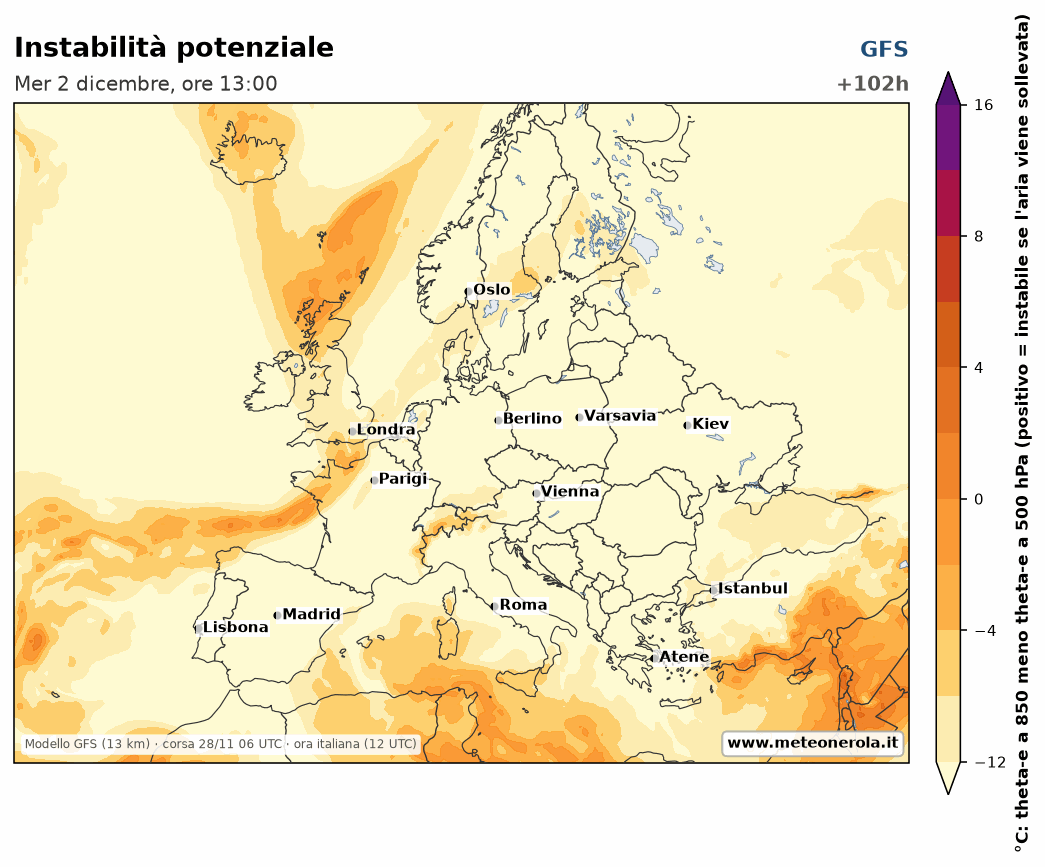 Instabilità potenziale
GFS
Mer 2 dicembre, ore 13:00
+102h
16
8
4
0
−4
−12
°C: theta-e a 850 meno theta-e a 500 hPa (positivo = instabile se l'aria viene sollevata)
Oslo
Berlino
Varsavia
Kiev
Londra
Parigi
Vienna
Istanbul
Roma
Madrid
Lisbona
Atene
Modello GFS (13 km) · corsa 28/11 06 UTC · ora italiana (12 UTC)
www.meteonerola.it